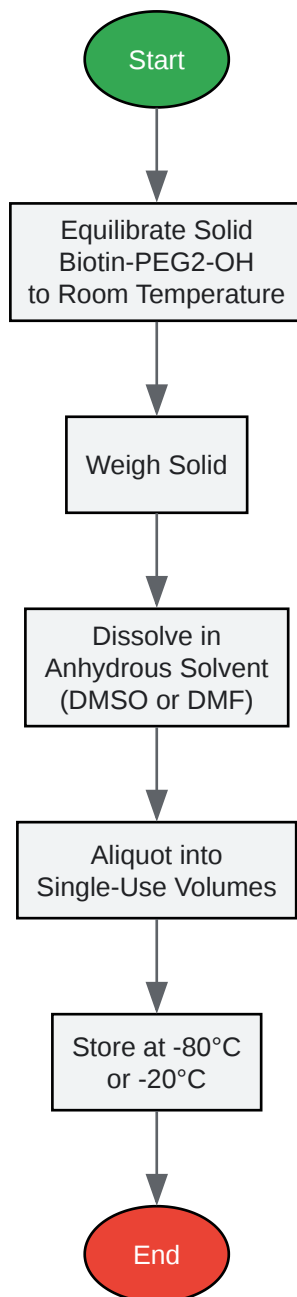 Start
Equilibrate Solid
Biotin-PEG2-OH
to Room Temperature
Weigh Solid
Dissolve in
Anhydrous Solvent
(DMSO or DMF)
Aliquot into
Single-Use Volumes
Store at -80°C
or -20°C
End